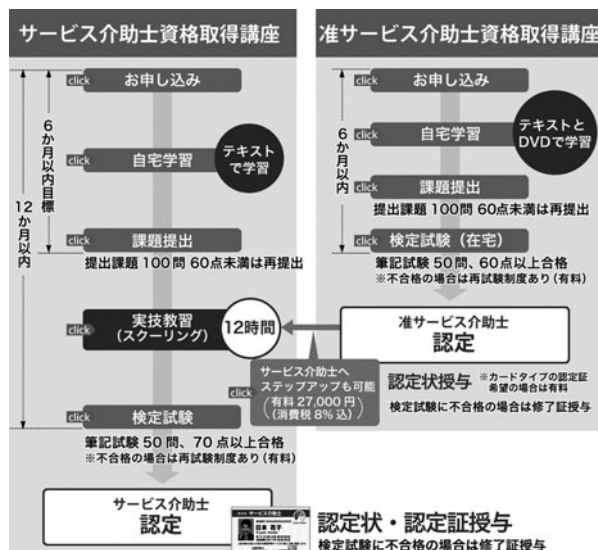 サービス介助士資格取得講座
click お申し込み
click 自宅学習
テキスト
で学習
click 課題提出
提出課題100問 60点未満は再提出
6か月以内目標
12か月以内
click 実技教習
(スクーリング)
12時間
click 検定試験
筆記試験50問、70点以上合格
※不合格の場合は再試験制度あり(有料)
サービス介助士
認定
准サービス介助士資格取得講座
click お申し込み
click 自宅学習
テキストと
DVDで学習
click 課題提出
提出課題100問 60点未満は再提出
click 検定試験(在宅)
6か月以内
筆記試験50問、60点以上合格
※不合格の場合は再試験制度あり(有料)
准サービス介助士
認定
click サービス介助士へ
ステップアップも可能
(有料27,000円)
(消費税8%込)
認定状授与 ※カードタイプの認定証
希望の場合は有料
検定試験に不合格の場合は修了証授与
サービス介助士
認定状・認定証授与
検定試験に不合格の場合は修了証授与